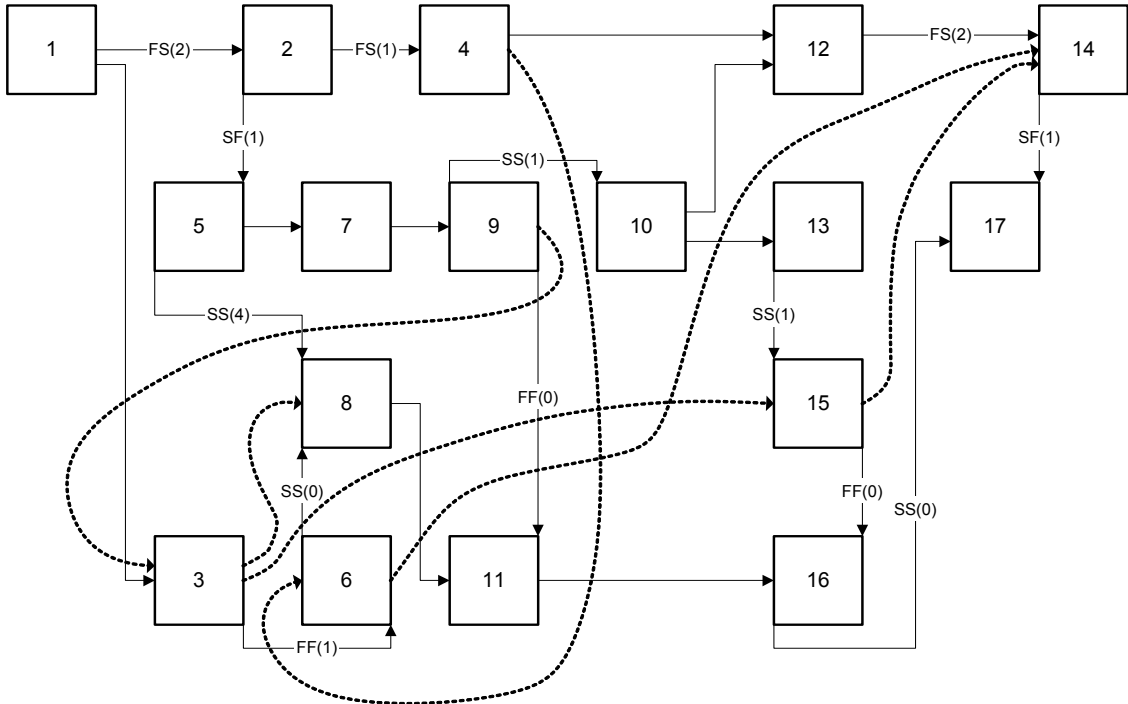 1 FS(2) 2 FS(1) 4 12 FS(2) 14
SF(1) SF(1)
SS(1)
5 7 9 10 13 17
SS(4) SS(1)
8 FF(0) 15
SS(0) FF(0) SS(0)
3 6 11 16
FF(1)